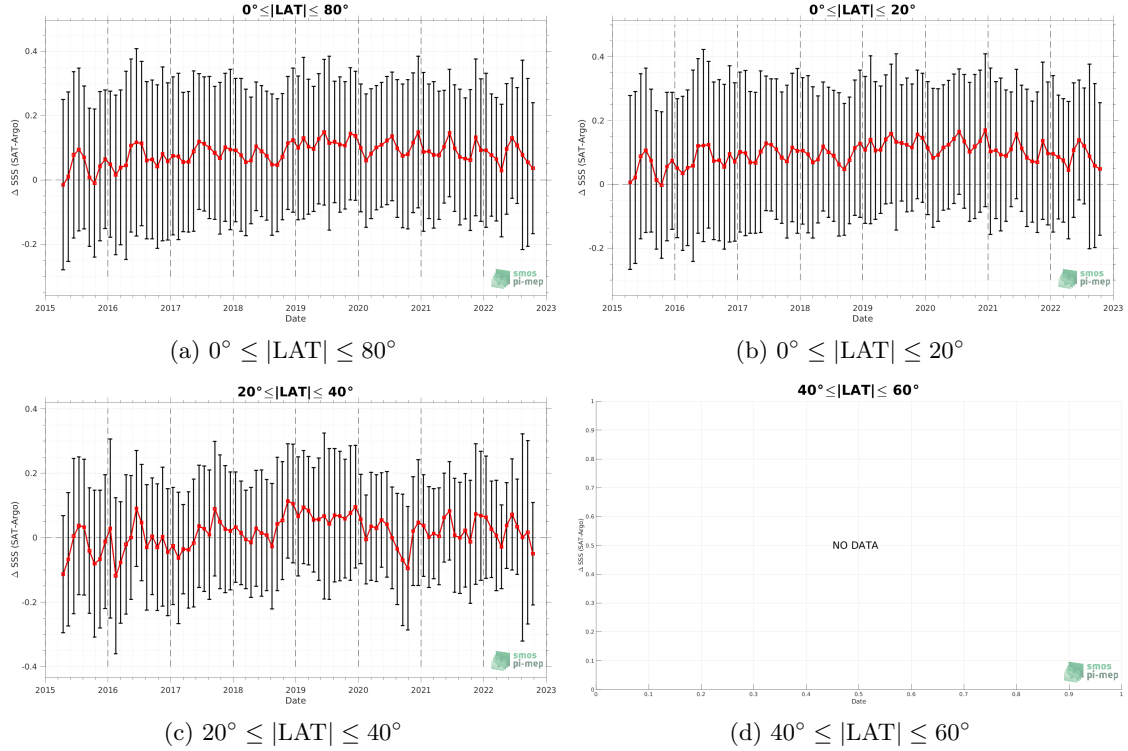 0°≤|LAT|≤ 80°
Δ SSS (SAT-Argo)
0.4
0.2
0
-0.2
2015 2016 2017 2018 2019 2020 2021 2022 2023
Date
smos
pi-mep
(a) 0° ≤ |LAT| ≤ 80°
0°≤|LAT|≤ 20°
Δ SSS (SAT-Argo)
0.4
0.2
0
-0.2
2015 2016 2017 2018 2019 2020 2021 2022 2023
Date
smos
pi-mep
(b) 0° ≤ |LAT| ≤ 20°
20°≤|LAT|≤ 40°
Δ SSS (SAT-Argo)
0.4
0.2
0
-0.2
-0.4
2015 2016 2017 2018 2019 2020 2021 2022 2023
Date
smos
pi-mep
(c) 20° ≤ |LAT| ≤ 40°
40°≤|LAT|≤ 60°
Δ SSS (SAT-Argo)
1
0.9
0.8
0.7
0.6
0.5
0.4
0.3
0.2
0.1
0
NO DATA
0 0.1 0.2 0.3 0.4 0.5 0.6 0.7 0.8 0.9 1
Date
smos
pi-mep
(d) 40° ≤ |LAT| ≤ 60°